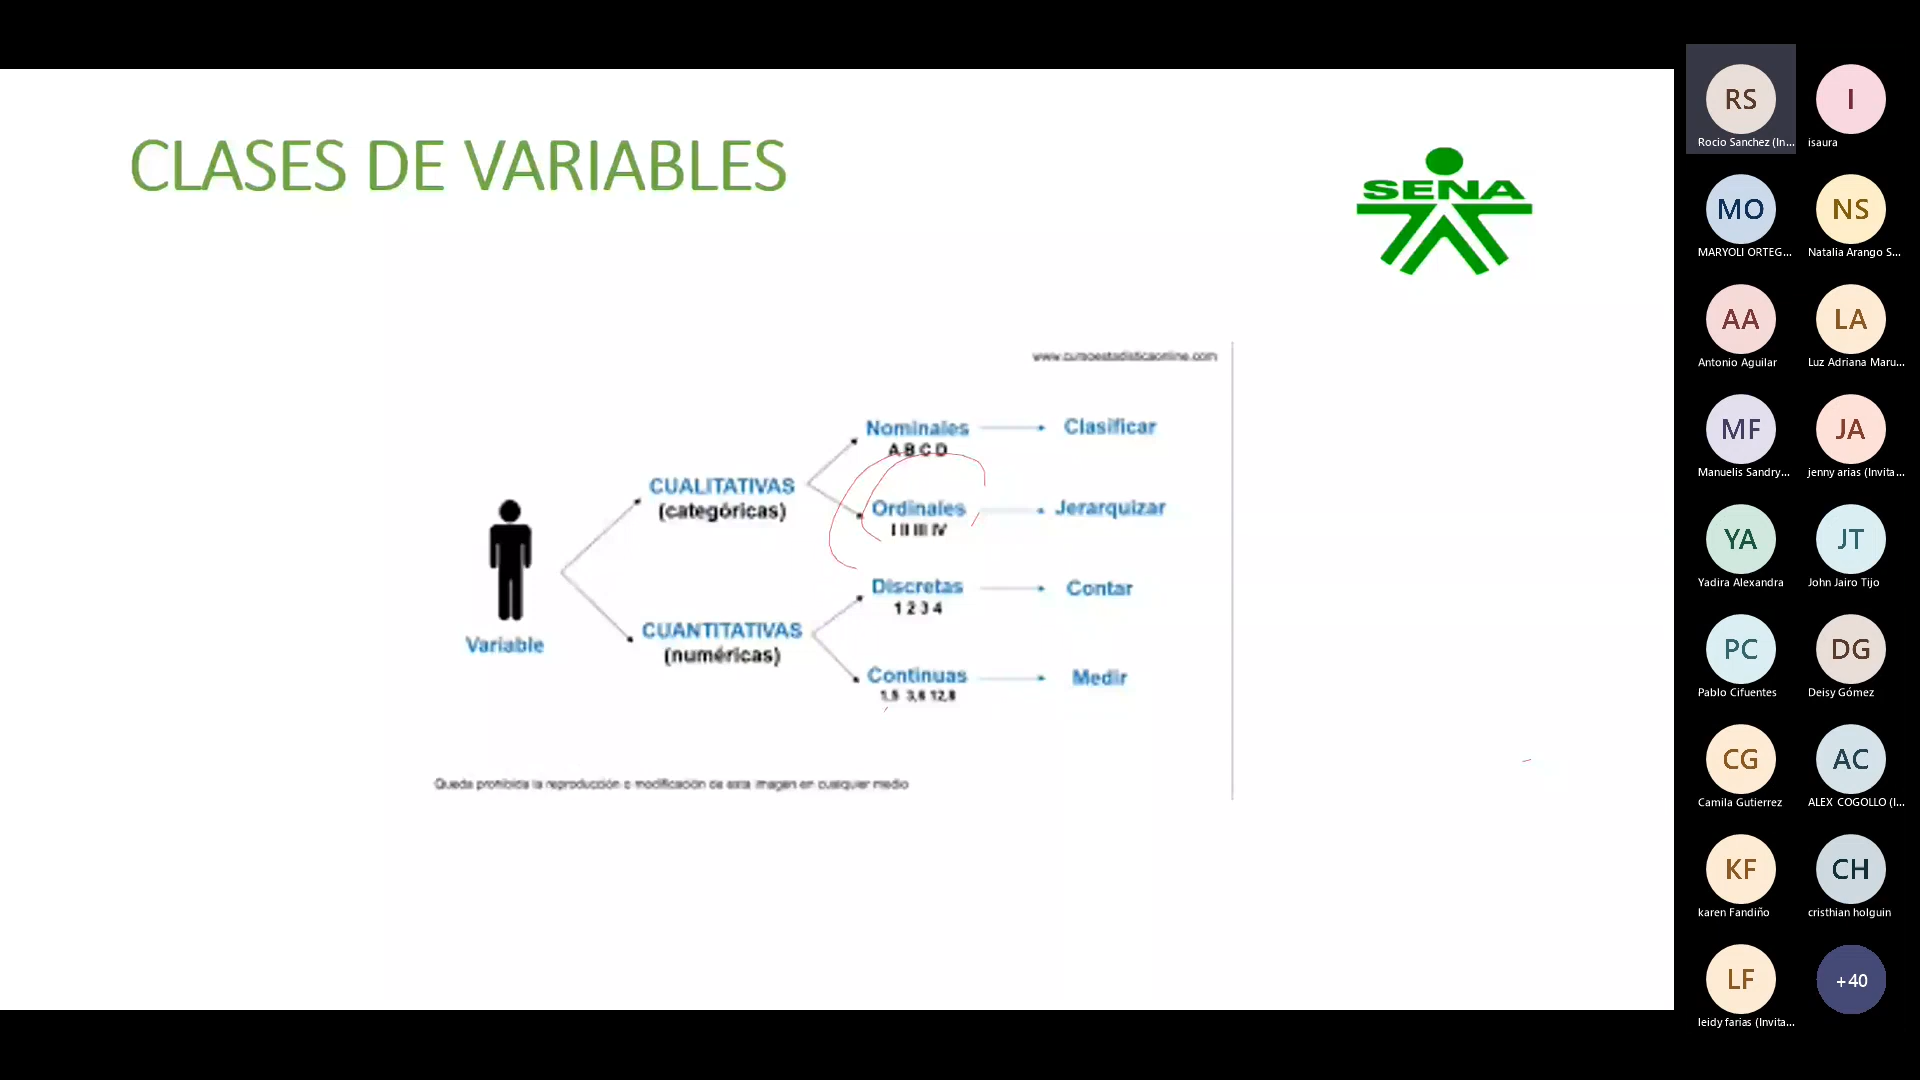 CLASES DE VARIABLES
SENA
www.cursoestadisticaonline.com
Nominales
A B C D
Clasificar
CUALITATIVAS
(categóricas)
Ordinales
I II III IV
Jerarquizar
Variable
Discretas
1 2 3 4
Contar
CUANTITATIVAS
(numéricas)
Continuas
1,5 3,6 12,8
Medir
Queda prohibida la reproducción o modificación de esta imagen en cualquier medio
RS
Rocio Sanchez (In...
I
isaura
MO
MARYOLI ORTEG...
NS
Natalia Arango S...
AA
Antonio Aguilar
LA
Luz Adriana Maru...
MF
Manuelis Sandry...
JA
jenny arias (Invita...
YA
Yadira Alexandra
JT
John Jairo Tijo
PC
Pablo Cifuentes
DG
Deisy Gómez
CG
Camila Gutierrez
AC
ALEX COGOLLO (I...
KF
karen Fandiño
CH
cristhian holguin
LF
leidy farias (Invita...
+40